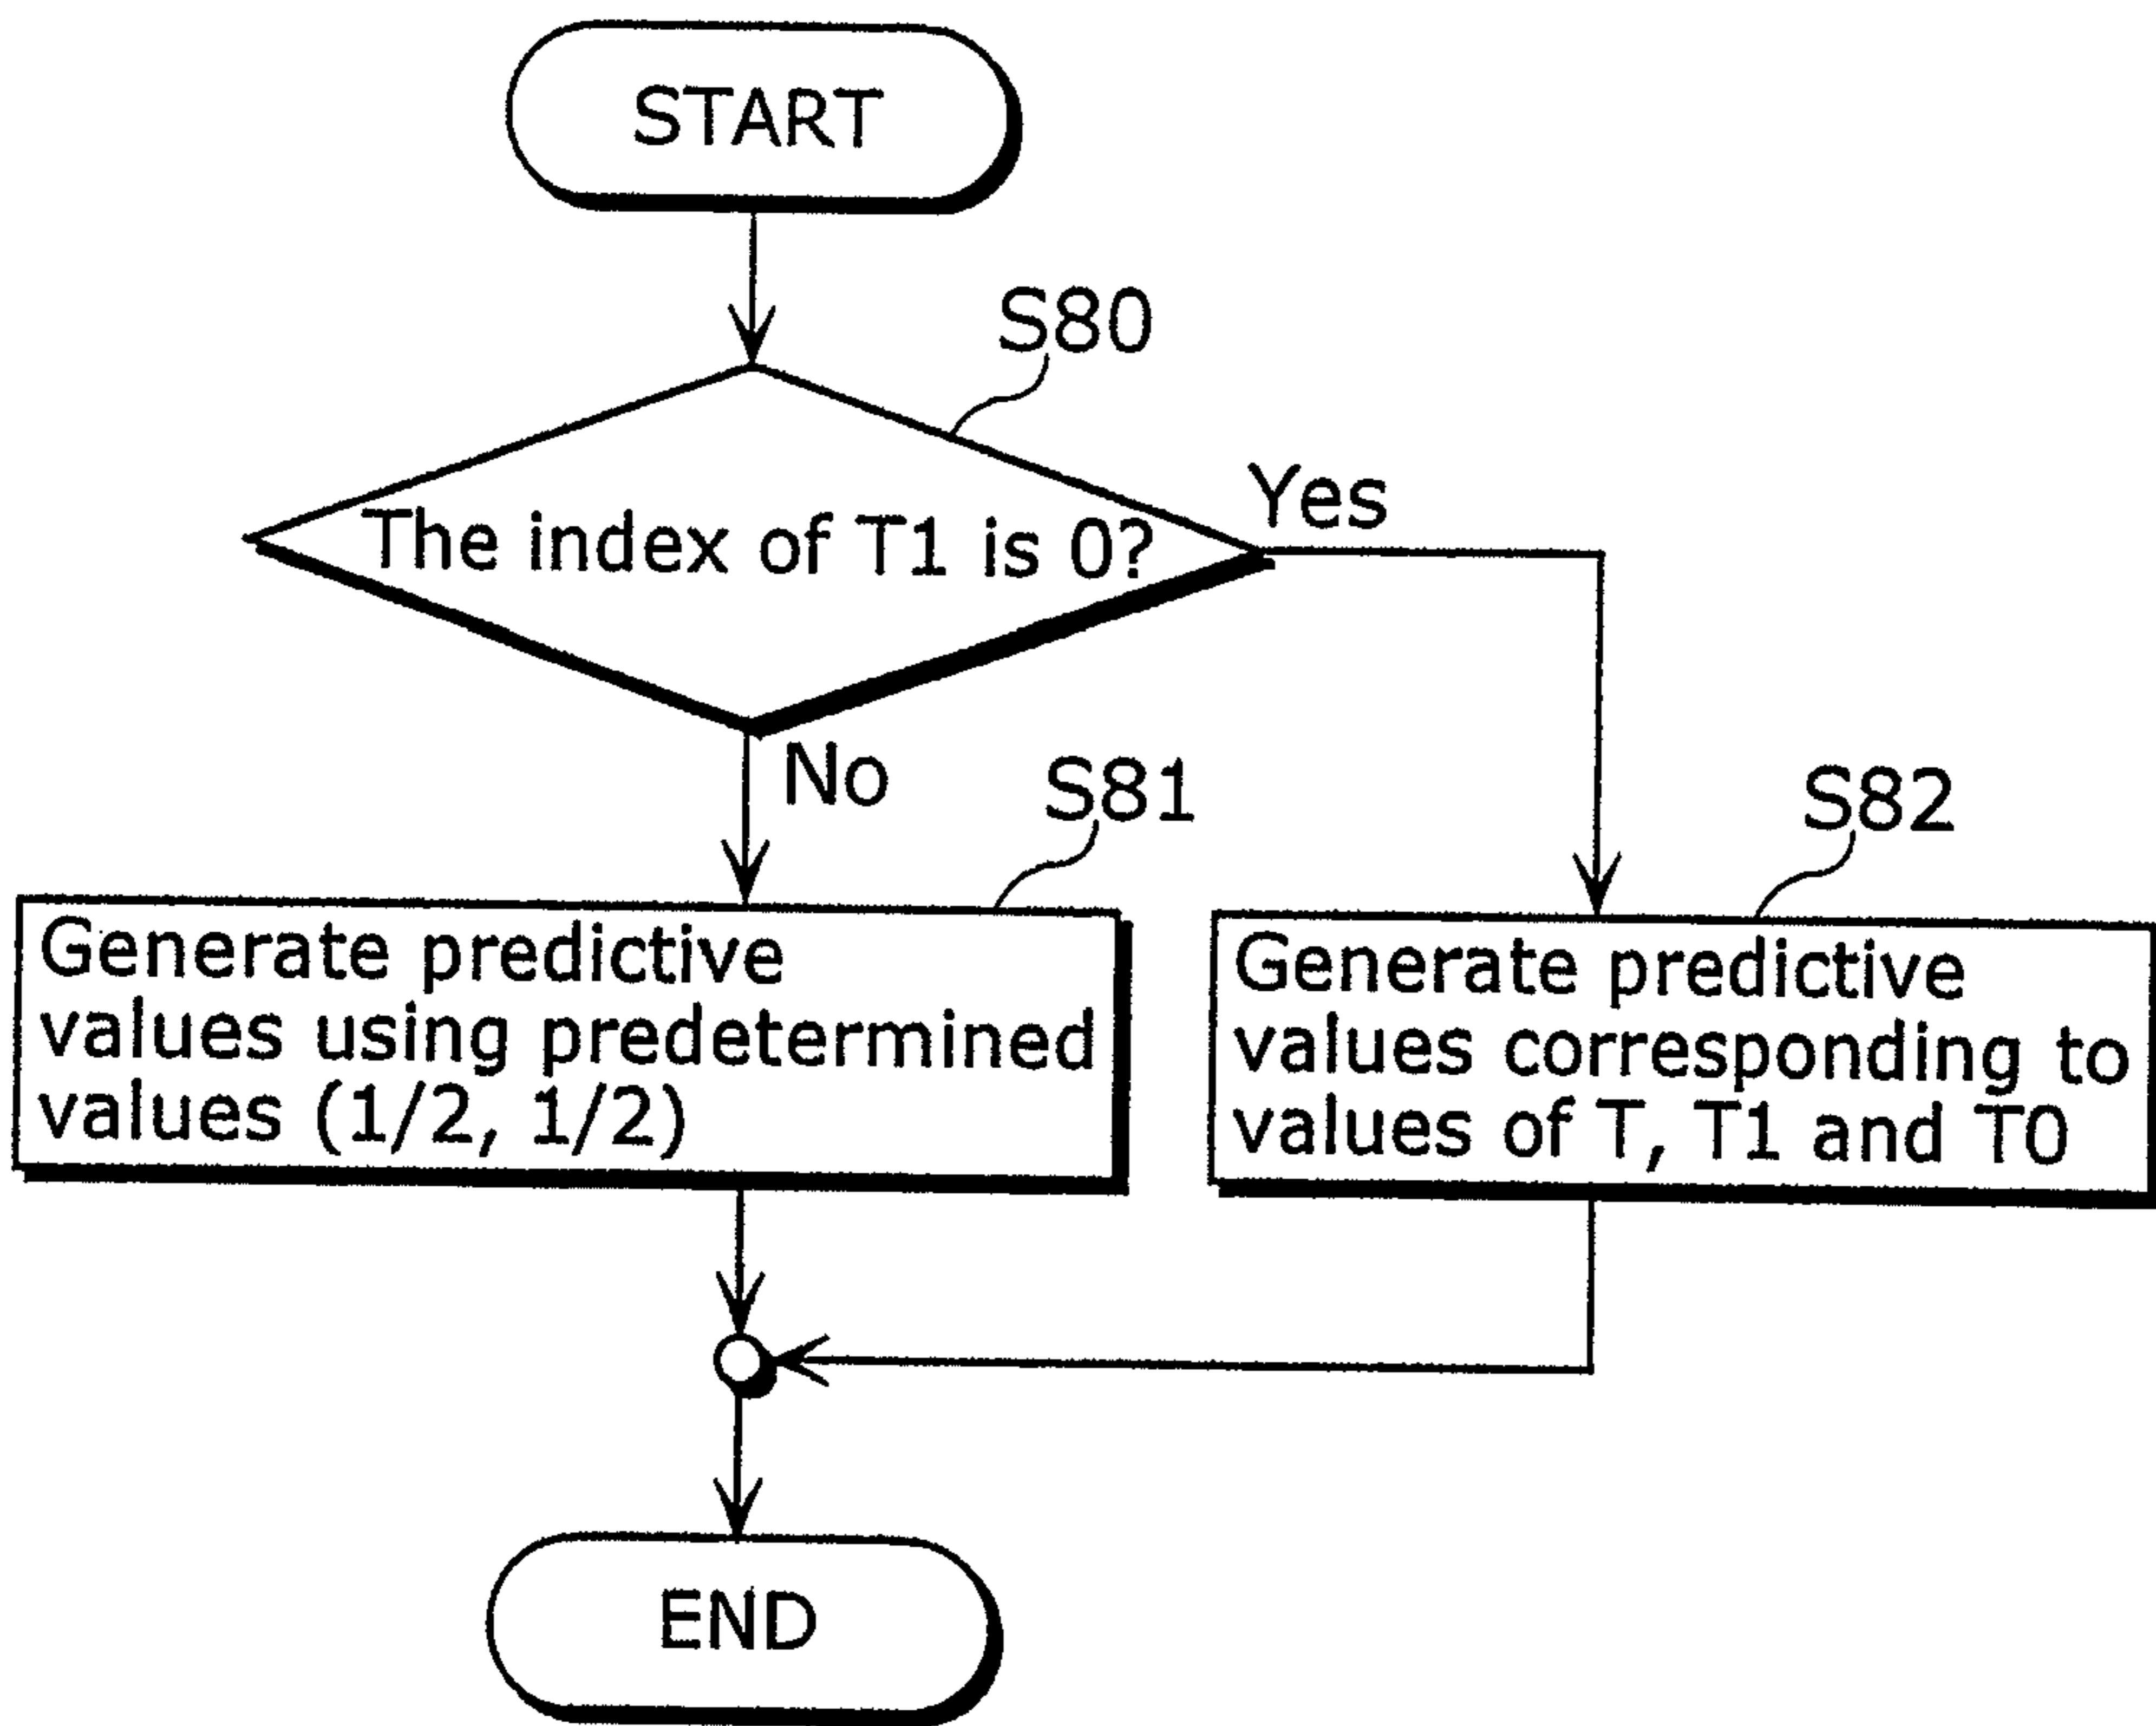 START
S80
The index of T1 is 0?
Yes
No
S81
S82
Generate predictive
values using predetermined
values (1/2, 1/2)
Generate predictive
values corresponding to
values of T, T1 and T0
END